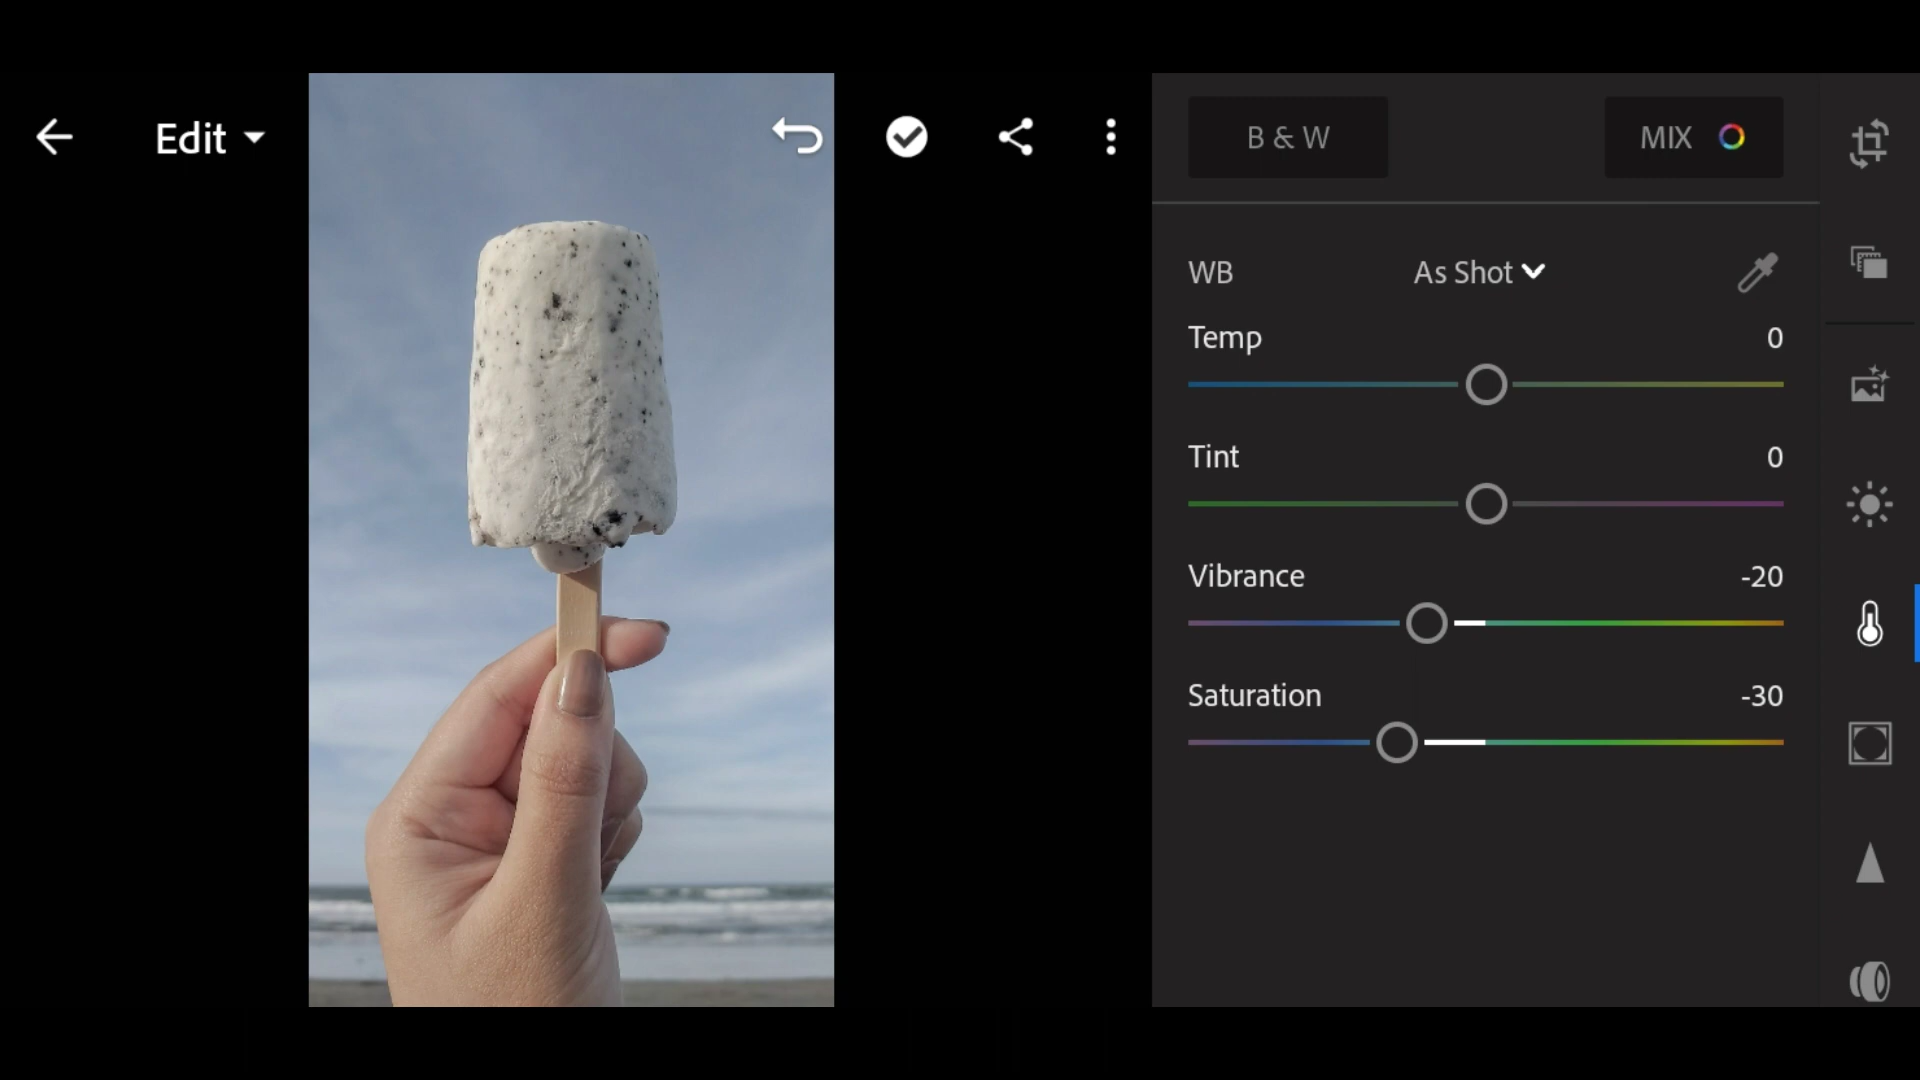 Edit
B & W
MIX
WB
As Shot
Temp
0
Tint
0
Vibrance
-20
Saturation
-30